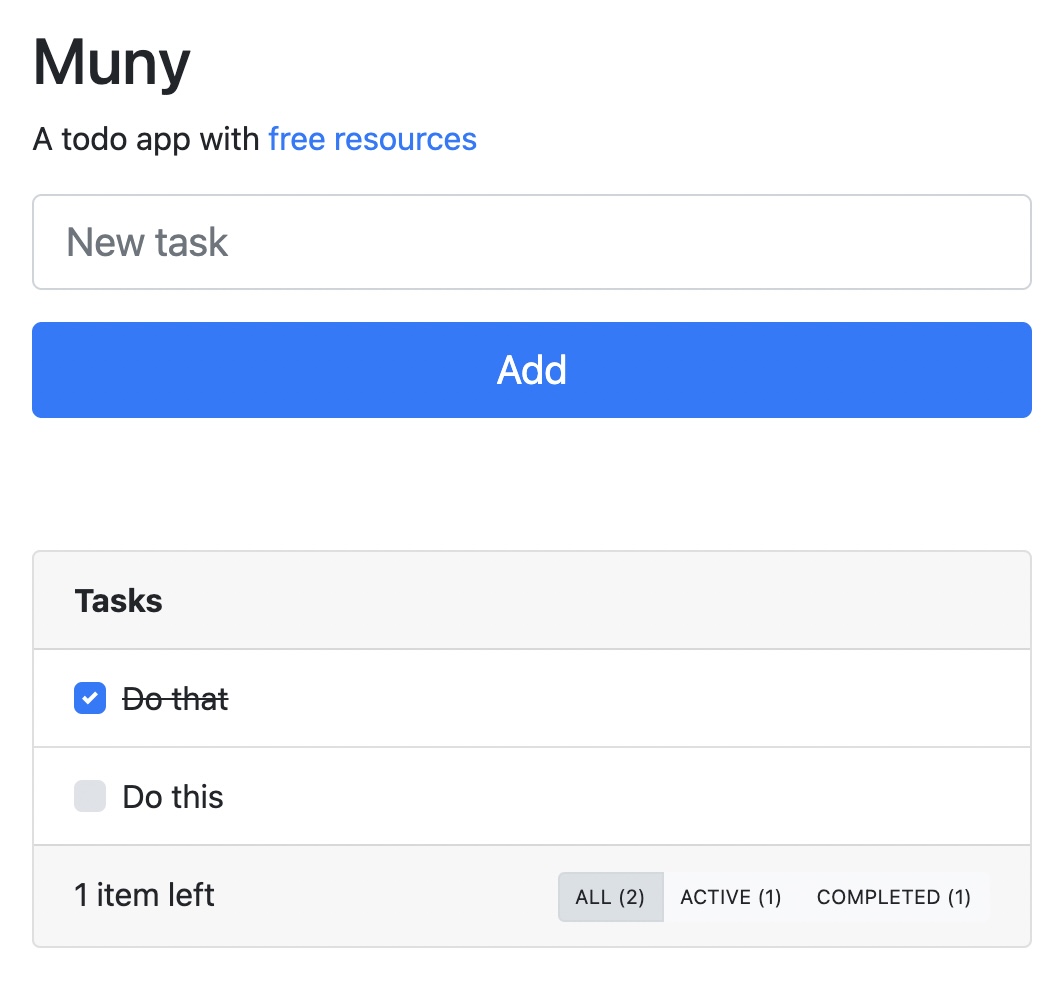 Muny
A todo app with free resources
New task
Add
Tasks
Do that
Do this
1 item left
ALL (2) ACTIVE (1) COMPLETED (1)